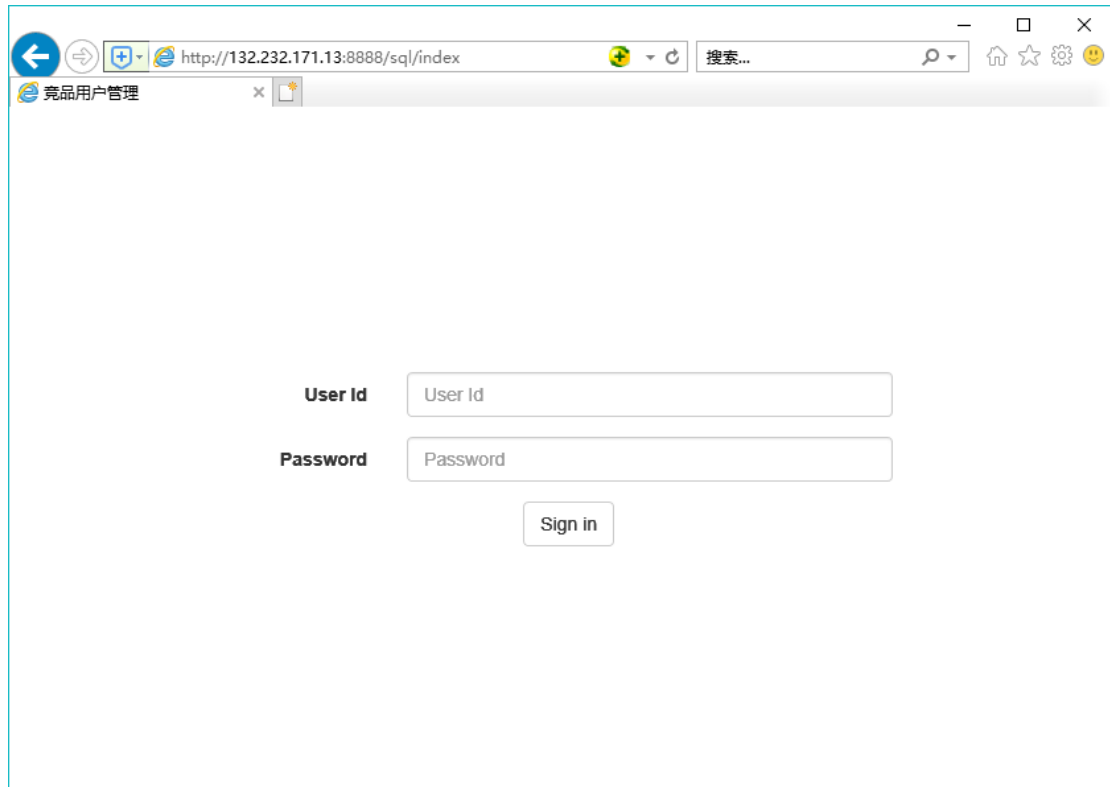 http://132.232.171.13:8888/sql/index
搜索...
竞品用户管理
User Id User Id
Password Password
Sign in